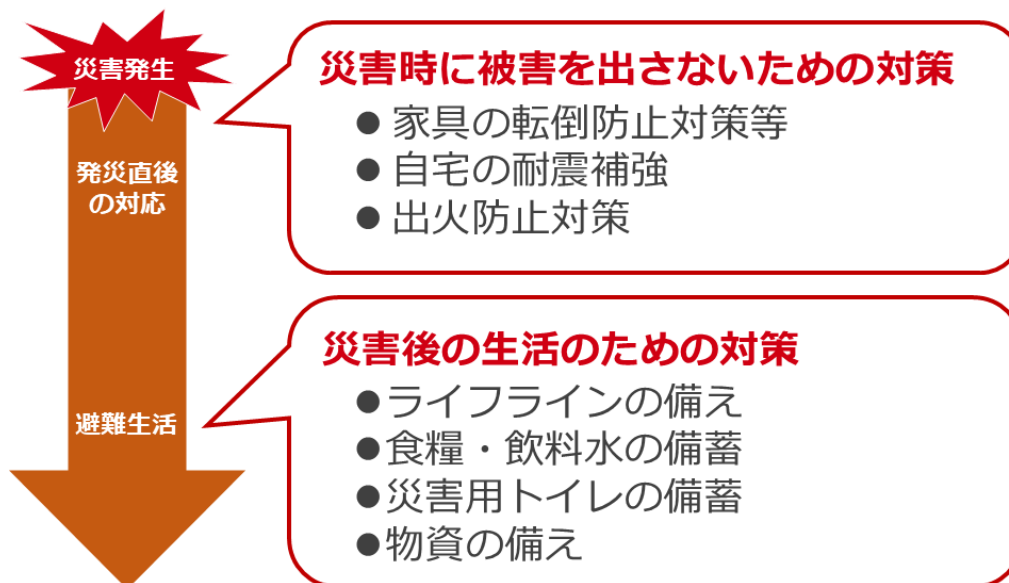 災害発生
災害時に被害を出さないための対策
● 家具の転倒防止対策等
● 自宅の耐震補強
● 出火防止対策
発災直後
の対応
災害後の生活のための対策
●ライフラインの備え
●食糧・飲料水の備蓄
●災害用トイレの備蓄
●物資の備え
避難生活